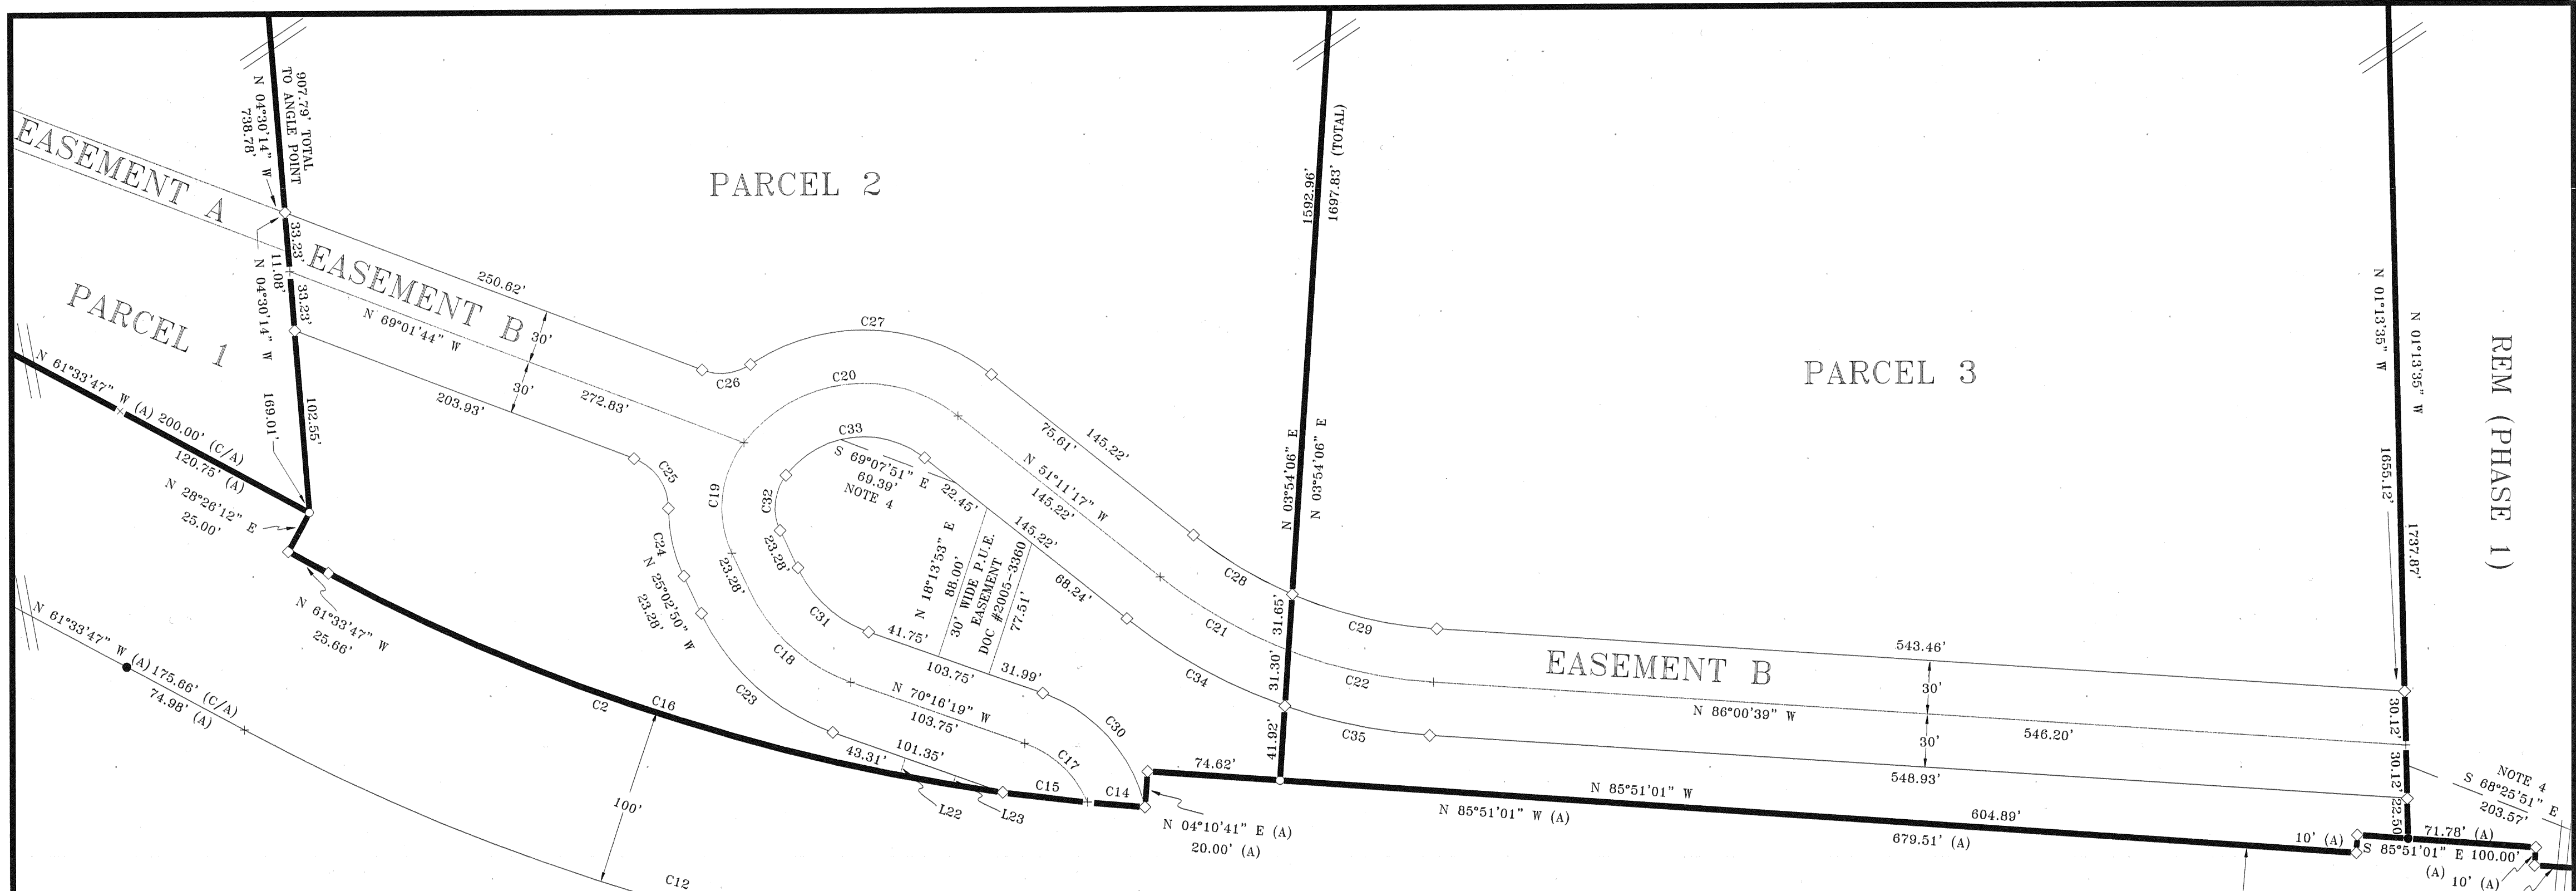 907.79' TOTAL
TO ANGLE POINT
N 04°30'14" W
738.78'
EASEMENT A
PARCEL 1
33.23'
11.08'
33.23'
N 04°30'14" W
169.01'
102.55'
N 61°33'47" W (A) 200.00' (C/A)
120.75' (A)
N 28°26'12" E
25.00'
N 61°33'47" W
25.66'
N 61°33'47" W (A) 175.66' (C/A)
74.98' (A)
PARCEL 2
EASEMENT B
250.62'
N 69°01'44" W
30'
30'
272.83'
203.93'
C26
C27
C20
C33
C25
C19
C32
C24
S 69°07'51" E
69.39'
NOTE 4
22.45'
23.28'
23.28'
N 25°02'50" W
23.28'
C31
C18
C23
75.61'
145.22'
N 51°11'17" W
145.22'
145.22'
68.24'
N 18°13'53" E
88.00'
30' WIDE P.U.E.
EASEMENT
DOC #2005-3360
77.51'
41.75'
103.75'
31.99'
N 70°16'19" W
103.75'
101.35'
43.31'
C30
C17
C15
C14
L22
L23
C2
C16
100'
C12
C28
C21
C34
1592.96'
1697.83' (TOTAL)
N 03°54'06" E
N 03°54'06" E
31.65'
31.30'
41.92'
74.62'
N 04°10'41" E (A)
20.00' (A)
PARCEL 3
C29
C22
C35
EASEMENT B
543.46'
30'
N 86°00'39" W
546.20'
30'
548.93'
N 85°51'01" W
N 85°51'01" W (A)
604.89'
679.51' (A)
N 01°13'35" W
N 01°13'35" W
1655.12'
1737.87'
REM (PHASE 1)
30.12'
30.12'
22.50'
NOTE 4
S 68°25'51" E
203.57'
71.78' (A)
10' (A)
S 85°51'01" E 100.00'
(A)
10' (A)